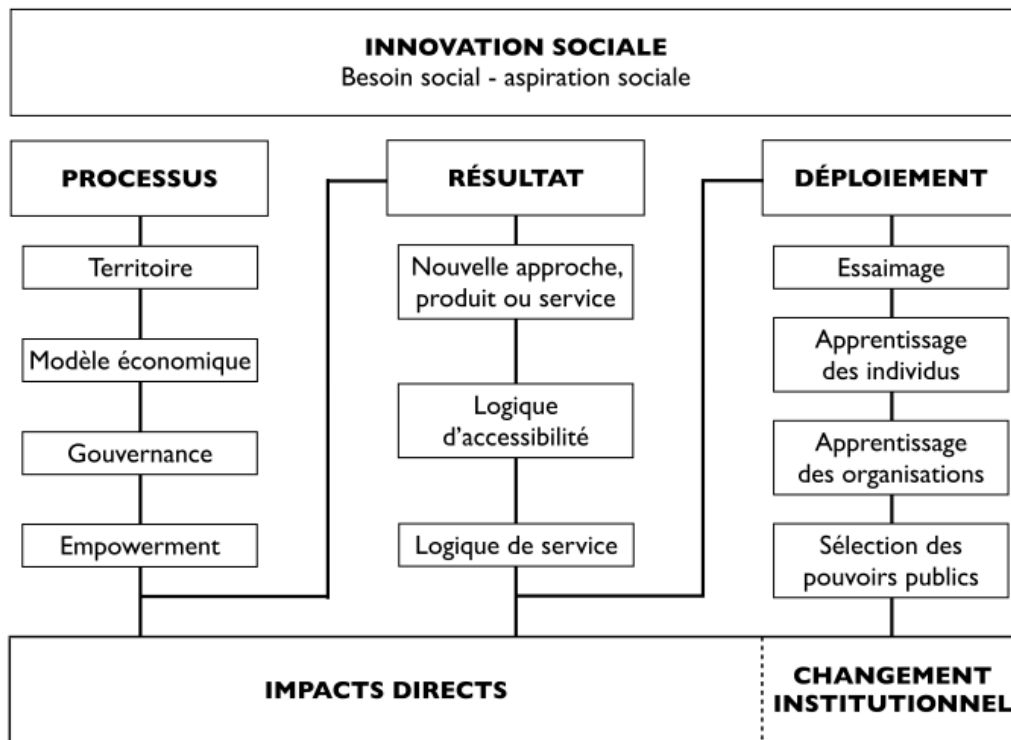 INNOVATION SOCIALE
Besoin social - aspiration sociale
PROCESSUS
Territoire
Modèle économique
Gouvernance
Empowerment
RÉSULTAT
Nouvelle approche,
produit ou service
Logique
d’accessibilité
Logique de service
DÉPLOIEMENT
Essaimage
Apprentissage
des individus
Apprentissage
des organisations
Sélection des
pouvoirs publics
IMPACTS DIRECTS
CHANGEMENT
INSTITUTIONNEL